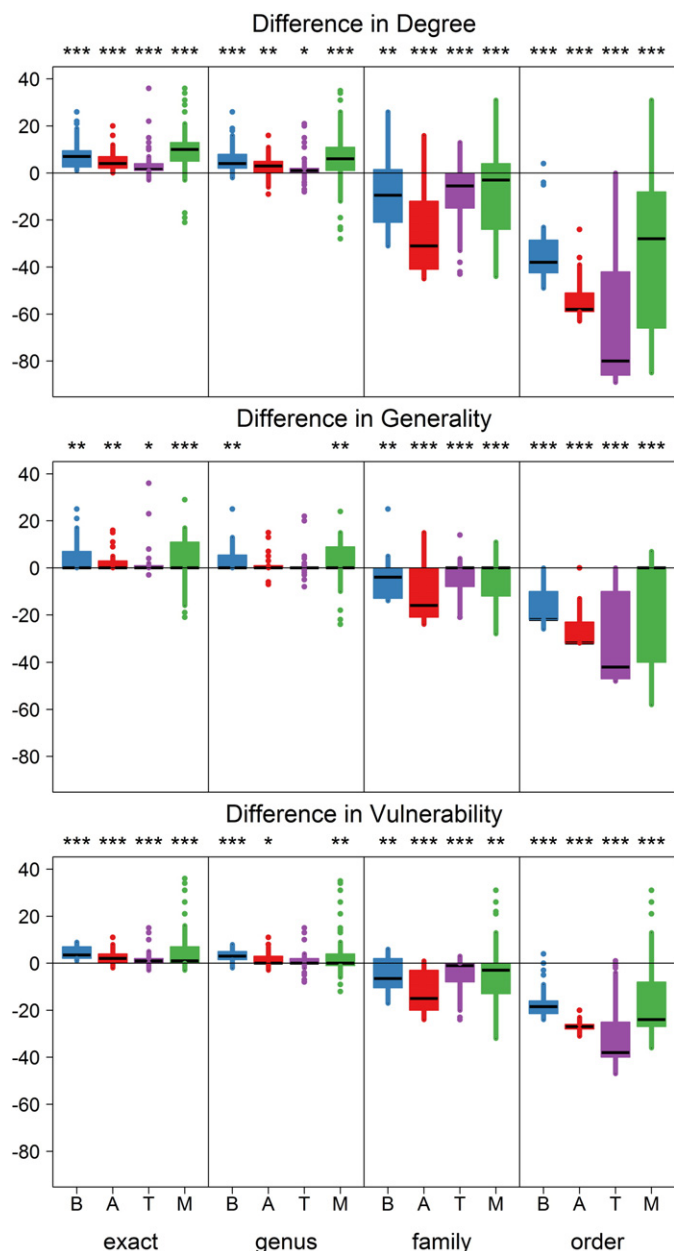 Difference in Degree
*** *** *** *** *** ** * *** ** *** *** *** *** *** *** ***
40
20
0
-20
-40
-60
-80
Difference in Generality
** ** * *** ** ** ** *** *** *** *** *** *** ***
40
20
0
-20
-40
-60
-80
Difference in Vulnerability
*** *** *** *** *** * ** ** *** *** ** *** *** *** ***
40
20
0
-20
-40
-60
-80
B A T M B A T M B A T M B A T M
exact genus family order